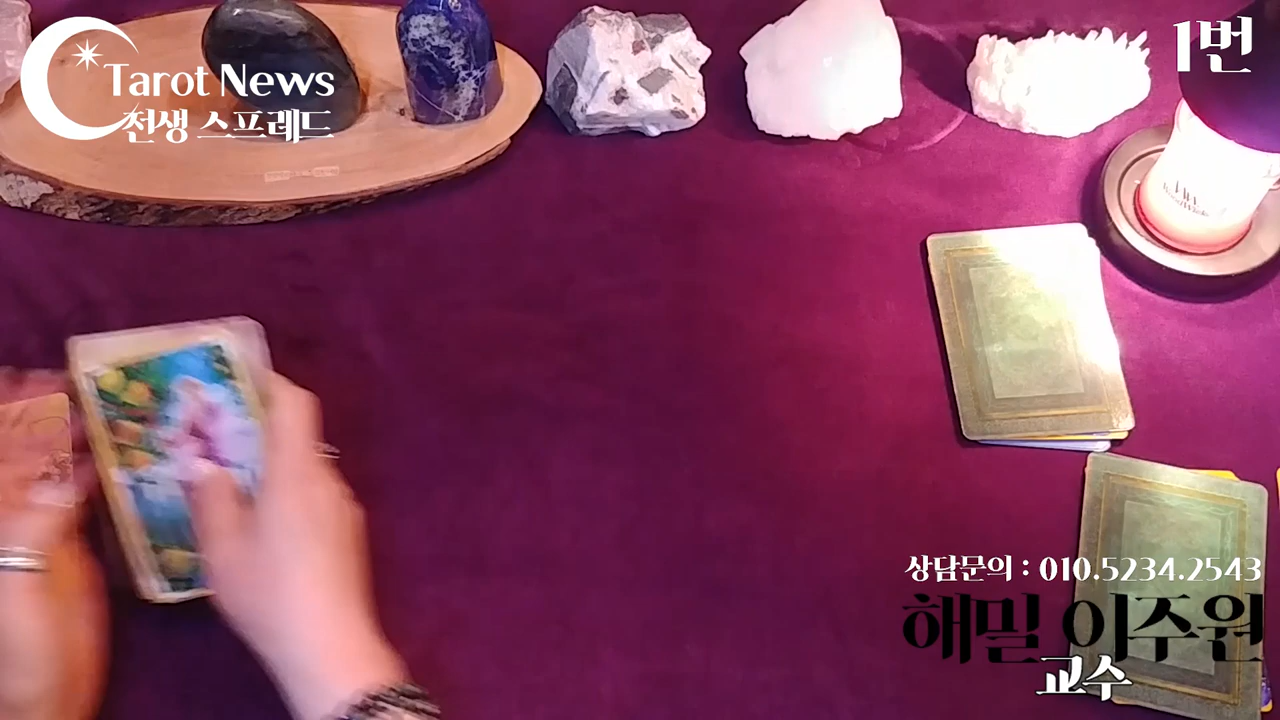 Tarot News
전생 스프레드
1번
상담문의 : 010.5234.2543
해밀 이주원
교수